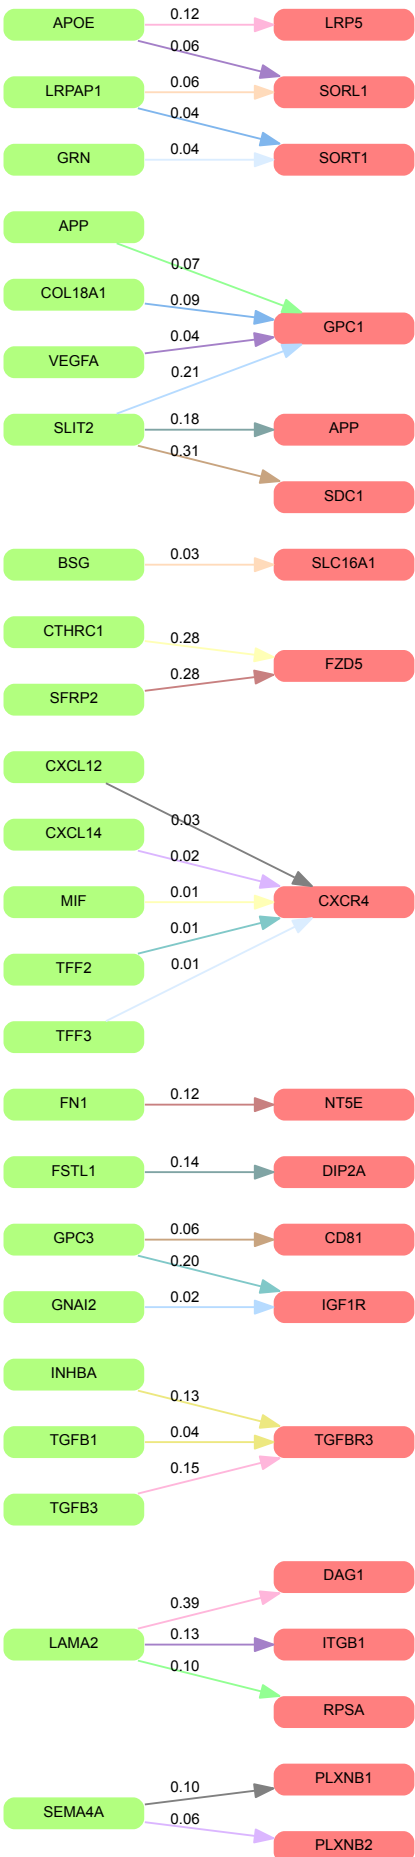 APOE 0.12 LRP5
0.06
LRPAP1 0.06 SORL1
0.04
GRN 0.04 SORT1
APP
0.07
COL18A1 0.09
GPC1
VEGFA 0.04
0.21
SLIT2 0.18 APP
0.31
SDC1
BSG 0.03 SLC16A1
CTHRC1 0.28
FZD5
SFRP2 0.28
CXCL12
0.03
CXCL14
0.02
MIF 0.01 CXCR4
0.01
TFF2
0.01
TFF3
FN1 0.12 NT5E
FSTL1 0.14 DIP2A
GPC3 0.06 CD81
0.20
GNAI2 0.02 IGF1R
INHBA
0.13
TGFB1 0.04 TGFBR3
0.15
TGFB3
DAG1
0.39
LAMA2 0.13 ITGB1
0.10
RPSA
PLXNB1
0.10
SEMA4A
0.06
PLXNB2